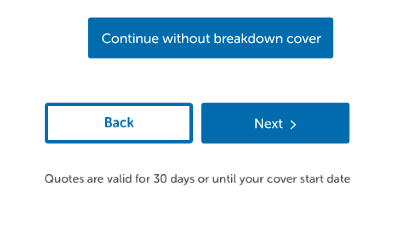 Continue without breakdown cover
Back
Next >
Quotes are valid for 30 days or until your cover start date